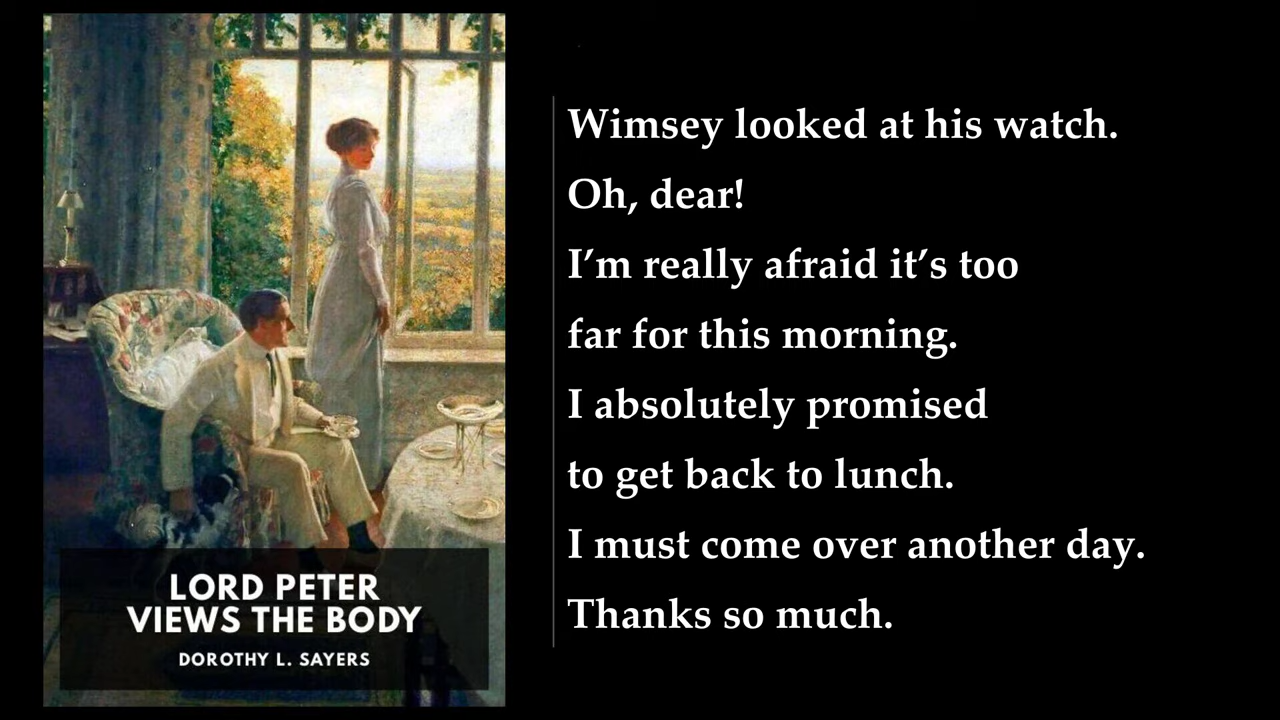 LORD PETER
VIEWS THE BODY
DOROTHY L. SAYERS
Wimsey looked at his watch.
Oh, dear!
I’m really afraid it’s too
far for this morning.
I absolutely promised
to get back to lunch.
I must come over another day.
Thanks so much.